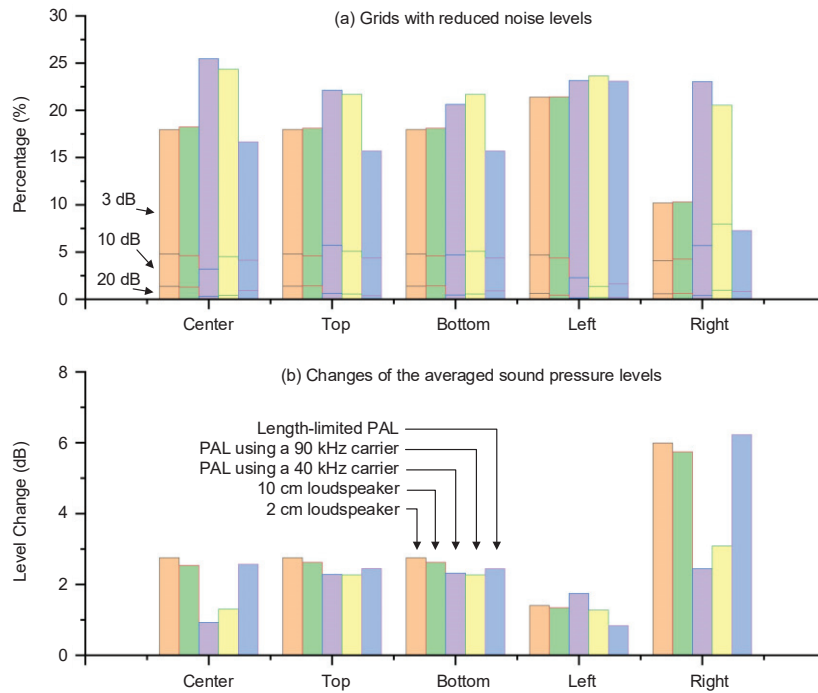 (a) Grids with reduced noise levels
Percentage (%)
30
25
20
15
10
5
0
3 dB
10 dB
20 dB
Center
Top
Bottom
Left
Right
(b) Changes of the averaged sound pressure levels
Level Change (dB)
8
6
4
2
0
Length-limited PAL
PAL using a 90 kHz carrier
PAL using a 40 kHz carrier
10 cm loudspeaker
2 cm loudspeaker
Center
Top
Bottom
Left
Right